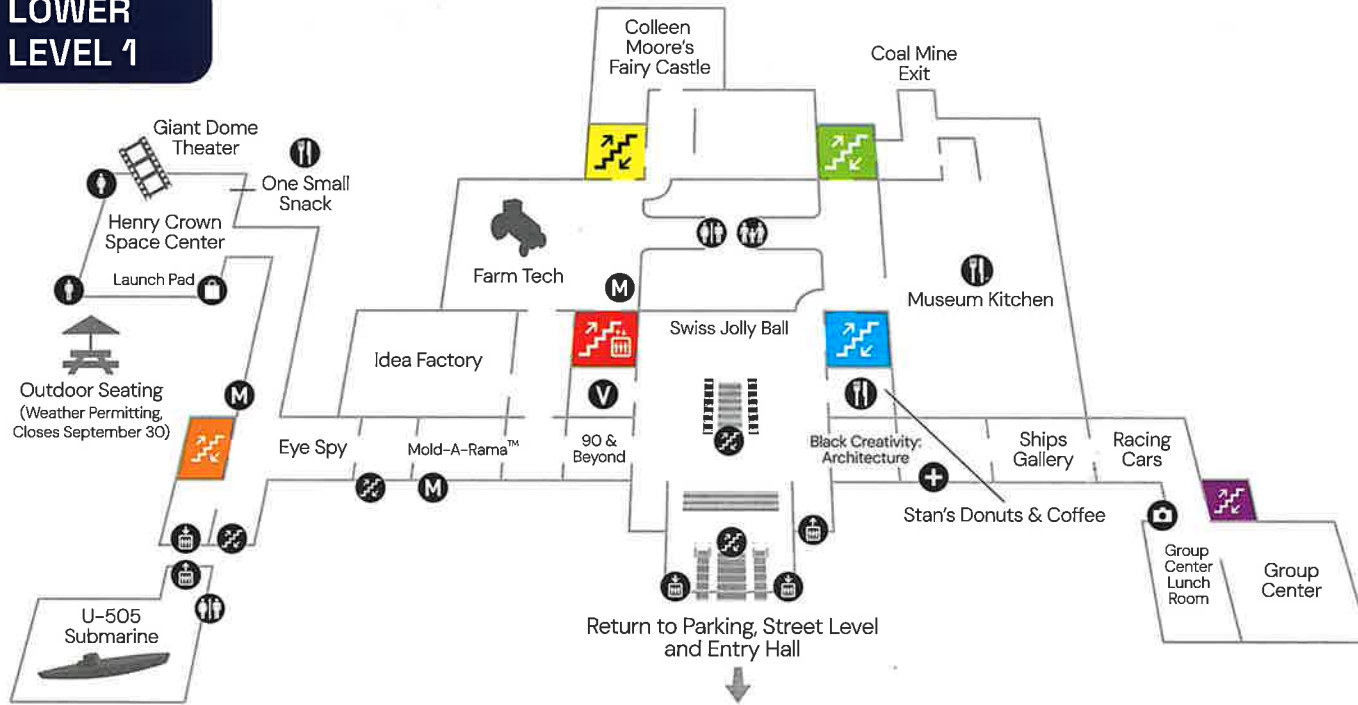 LOWER
LEVEL 1
Colleen
Moore's
Fairy Castle
Coal Mine
Exit
Giant Dome
Theater
One Small
Snack
Henry Crown
Space Center
Launch Pad
Farm Tech
M
Museum Kitchen
Swiss Jolly Ball
Idea Factory
Outdoor Seating
(Weather Permitting,
Closes September 30)
M
V
Eye Spy
Mold-A-Rama™
90 &
Beyond
Black Creativity:
Architecture
Ships
Gallery
Racing
Cars
M
Stan's Donuts & Coffee
Group
Center
Lunch
Room
Group
Center
U-505
Submarine
Return to Parking, Street Level
and Entry Hall